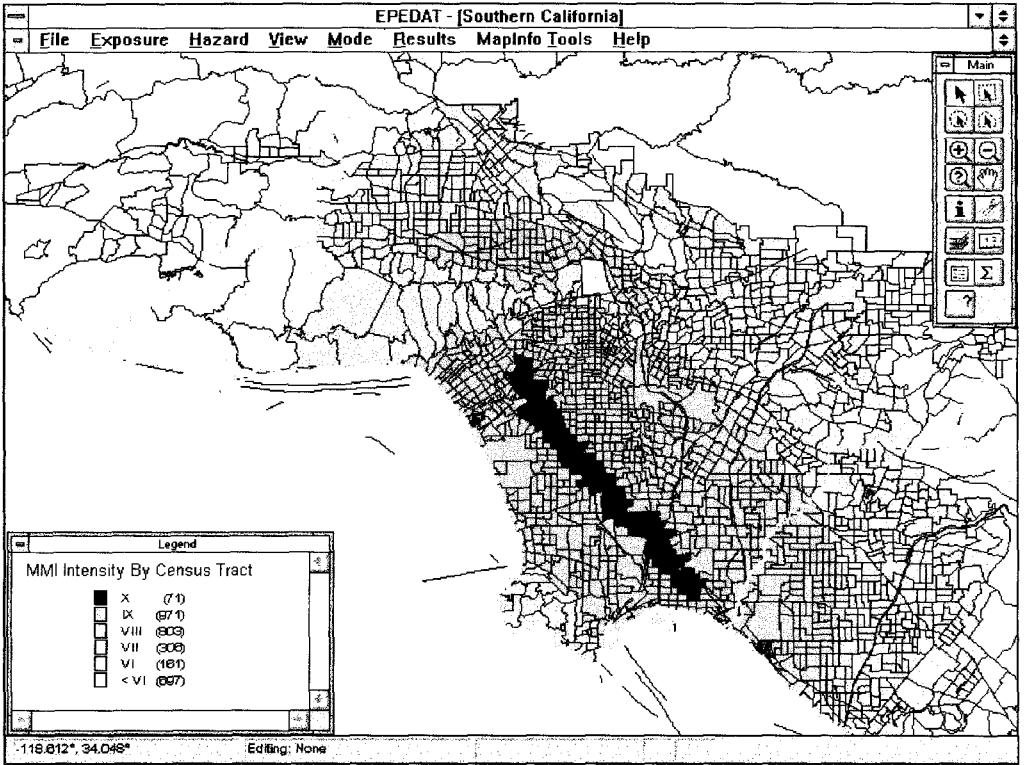 EPEDAT - [Southern California]
File Exposure Hazard View Mode Results MapInfo Tools Help
Main
i
Σ
?
Legend
MMI Intensity By Census Tract
X (71)
IX (971)
VIII (803)
VII (306)
VI (161)
< VI (697)
-118.612°, 34.048°
Editing: None